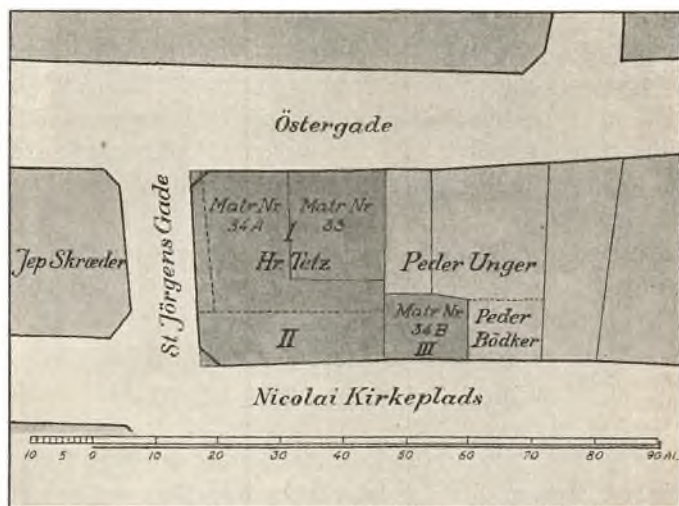 Östergade
St Jörgens Gade
Jep Skræder
Matr Nr
34 A
Matr Nr
33
I
Hr. Tetz
II
Peder Unger
Matr Nr
34 B
III
Peder
Bödker
Nicolai Kirkeplads
10 5 0 10 20 30 40 50 60 70 80 90 Al.